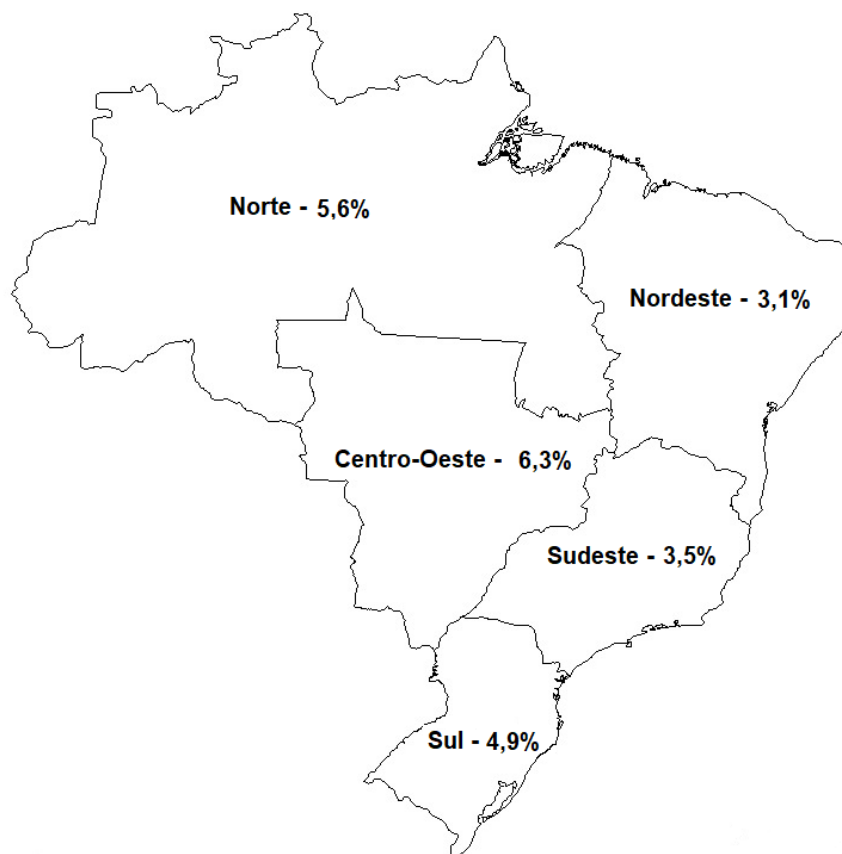 Norte - 5,6%
Nordeste - 3,1%
Centro-Oeste - 6,3%
Sudeste - 3,5%
Sul - 4,9%